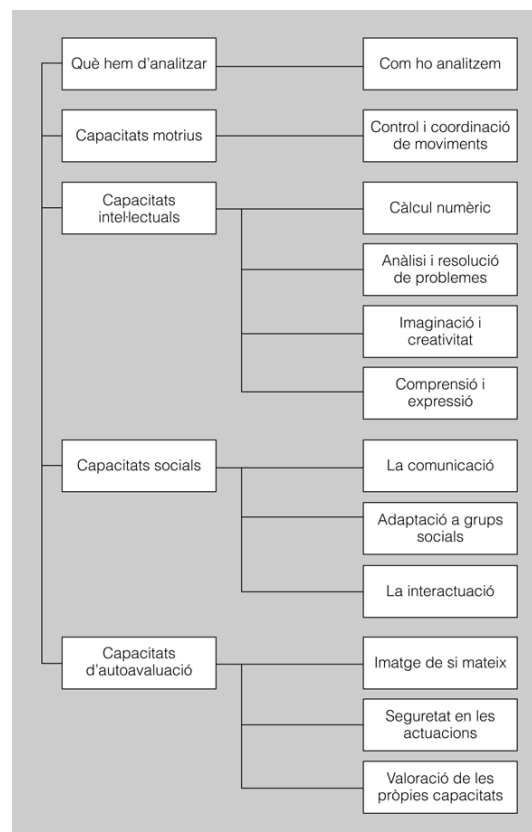 Què hem d'analitzar
Com ho analitzem
Capacitats motrius
Control i coordinació
de moviments
Capacitats
intel·lectuals
Càlcul numèric
Anàlisi i resolució
de problemes
Imaginació i
creativitat
Comprensió i
expressió
Capacitats socials
La comunicació
Adaptació a grups
socials
La interactuació
Capacitats
d'autoavaluació
Imatge de si mateix
Seguretat en les
actuacions
Valoració de les
pròpies capacitats